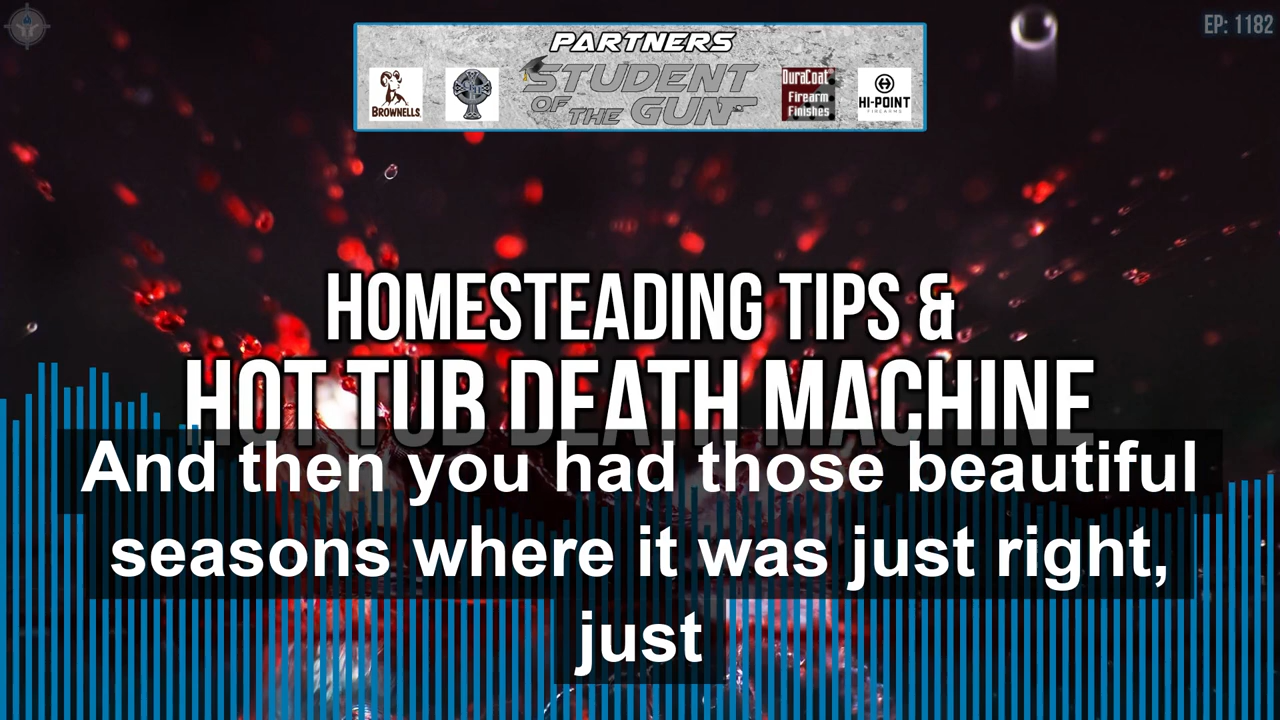 EP: 1182
PARTNERS
STUDENT
OF THE GUN
BROWNELLS
DuraCoat
Firearm
Finishes
HI-POINT
FIREARMS
HOMESTEADING TIPS &
HOT TUB DEATH MACHINE
And then you had those beautiful
seasons where it was just right,
just